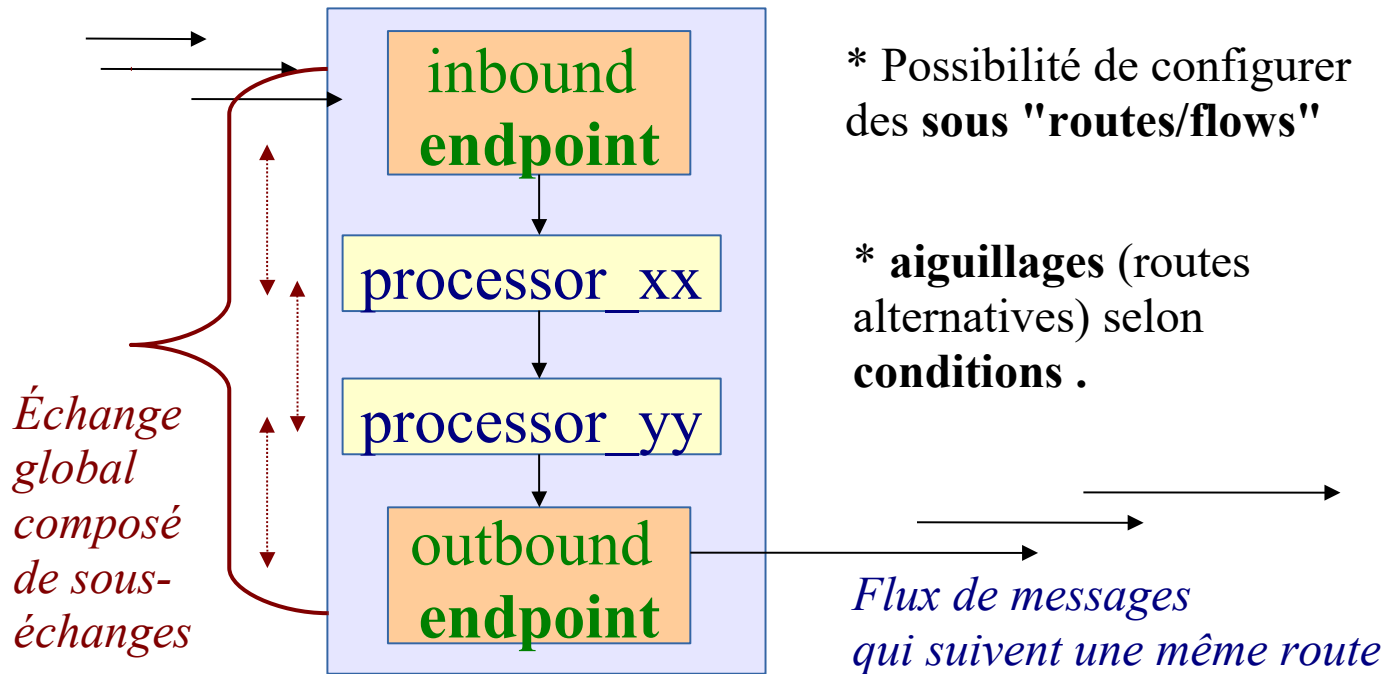 inbound
endpoint
processor_xx
processor_yy
outbound
endpoint
* Possibilité de configurer
des sous "routes/flows"
* aiguillages (routes
alternatives) selon
conditions .
Échange
global
composé
de sous-
échanges
Flux de messages
qui suivent une même route